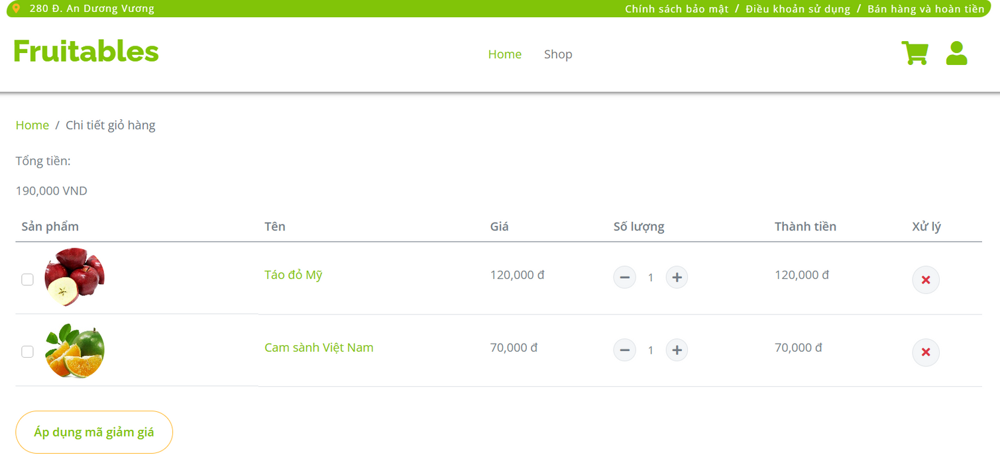 280 Đ. An Dương Vương
Chính sách bảo mật / Điều khoản sử dụng / Bán hàng và hoàn tiền
Fruitables
Home Shop
Home / Chi tiết giỏ hàng
Tổng tiền:
190,000 VND
Sản phẩm Tên Giá Số lượng Thành tiền Xử lý
Táo đỏ Mỹ 120,000 đ 1 120,000 đ
Cam sành Việt Nam 70,000 đ 1 70,000 đ
Áp dụng mã giảm giá